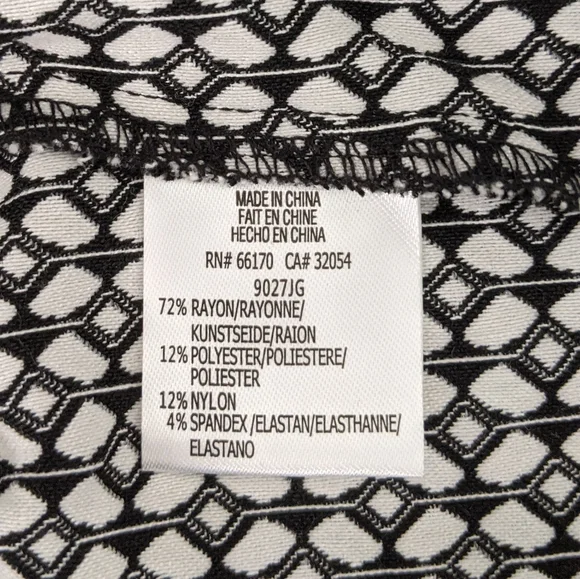 MADE IN CHINA
FAIT EN CHINE
HECHO EN CHINA
RN# 66170 CA# 32054
9027JG
72% RAYON/RAYONNE/
KUNSTSEIDE/RAION
12% POLYESTER/POLIESTERE/
POLIESTER
12% NYLON
4% SPANDEX /ELASTAN/ELASTHANNE/
ELASTANO